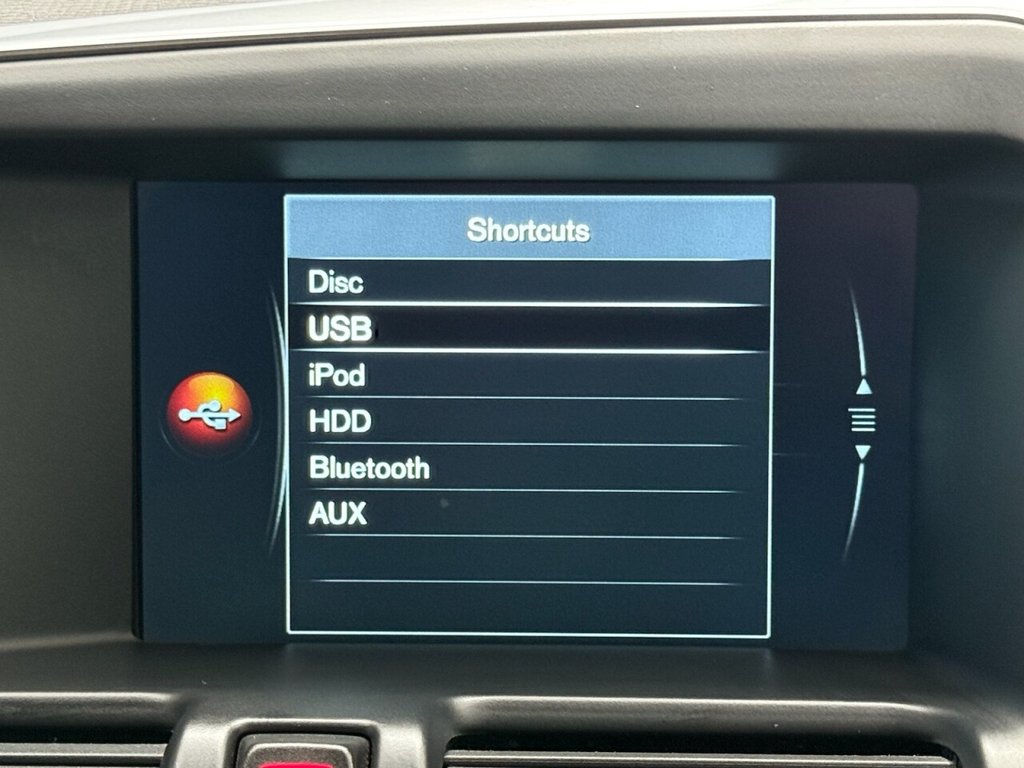 Shortcuts
Disc
USB
iPod
HDD
Bluetooth
AUX